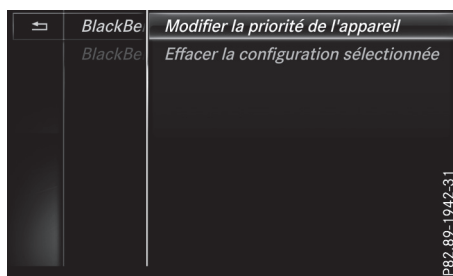 BlackBe Modifier la priorité de l'appareil
BlackBe Effacer la configuration sélectionnée
P82.89-1942-31